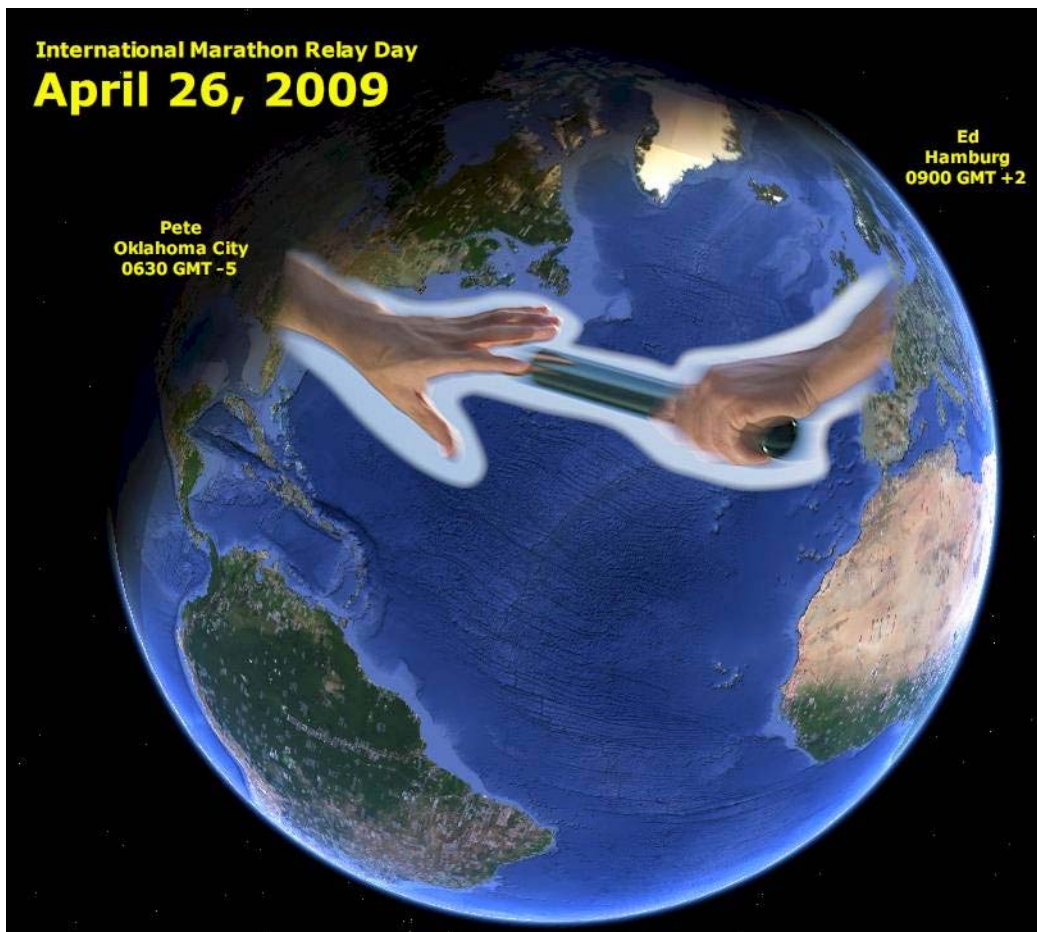 International Marathon Relay Day
April 26, 2009
Ed
Hamburg
0900 GMT +2
Pete
Oklahoma City
0630 GMT -5